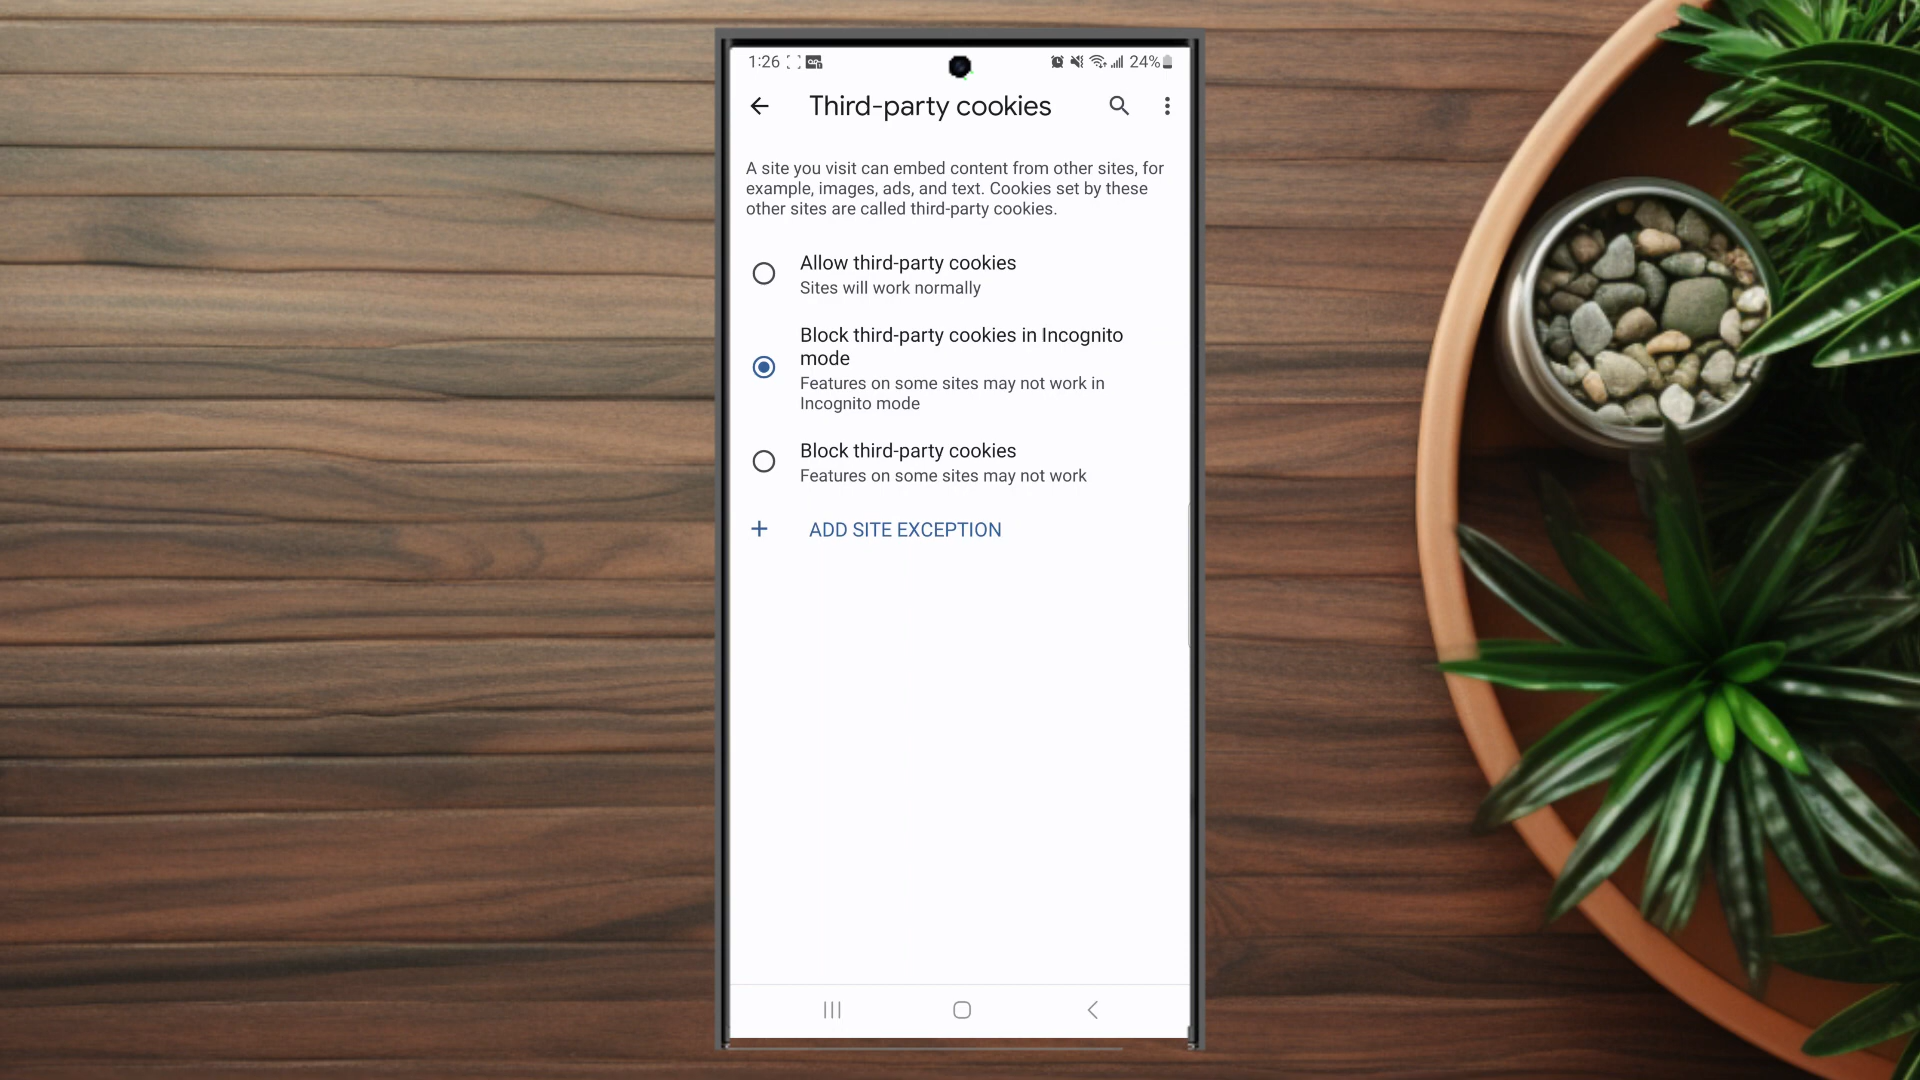 1:26
24%
Third-party cookies
A site you visit can embed content from other sites, for
example, images, ads, and text. Cookies set by these
other sites are called third-party cookies.
Allow third-party cookies
Sites will work normally
Block third-party cookies in Incognito
mode
Features on some sites may not work in
Incognito mode
Block third-party cookies
Features on some sites may not work
+ ADD SITE EXCEPTION